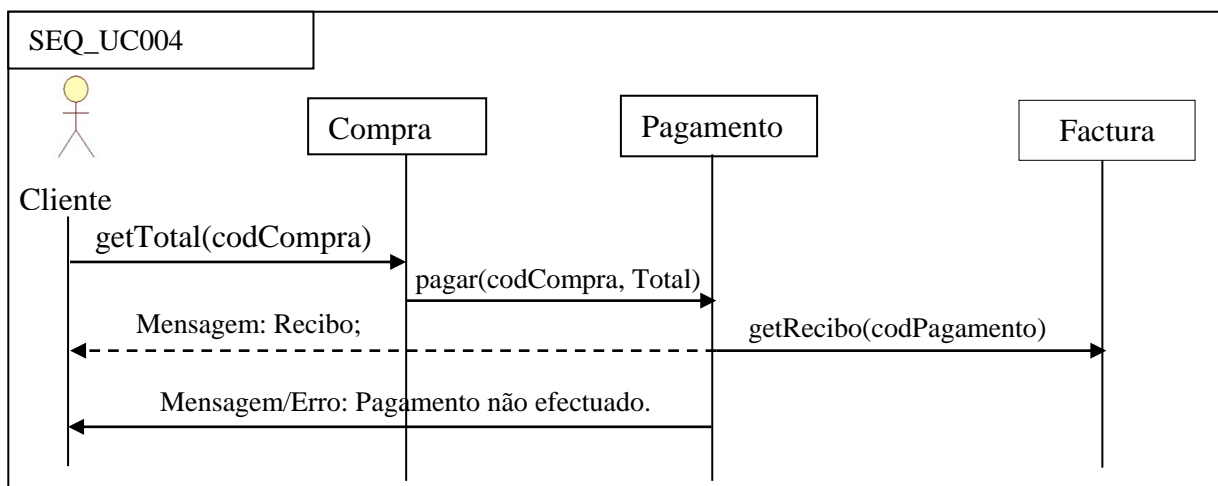 SEQ_UC004
Compra
Pagamento
Factura
Cliente
getTotal(codCompra)
pagar(codCompra, Total)
Mensagem: Recibo;
getRecibo(codPagamento)
Mensagem/Erro: Pagamento não efectuado.